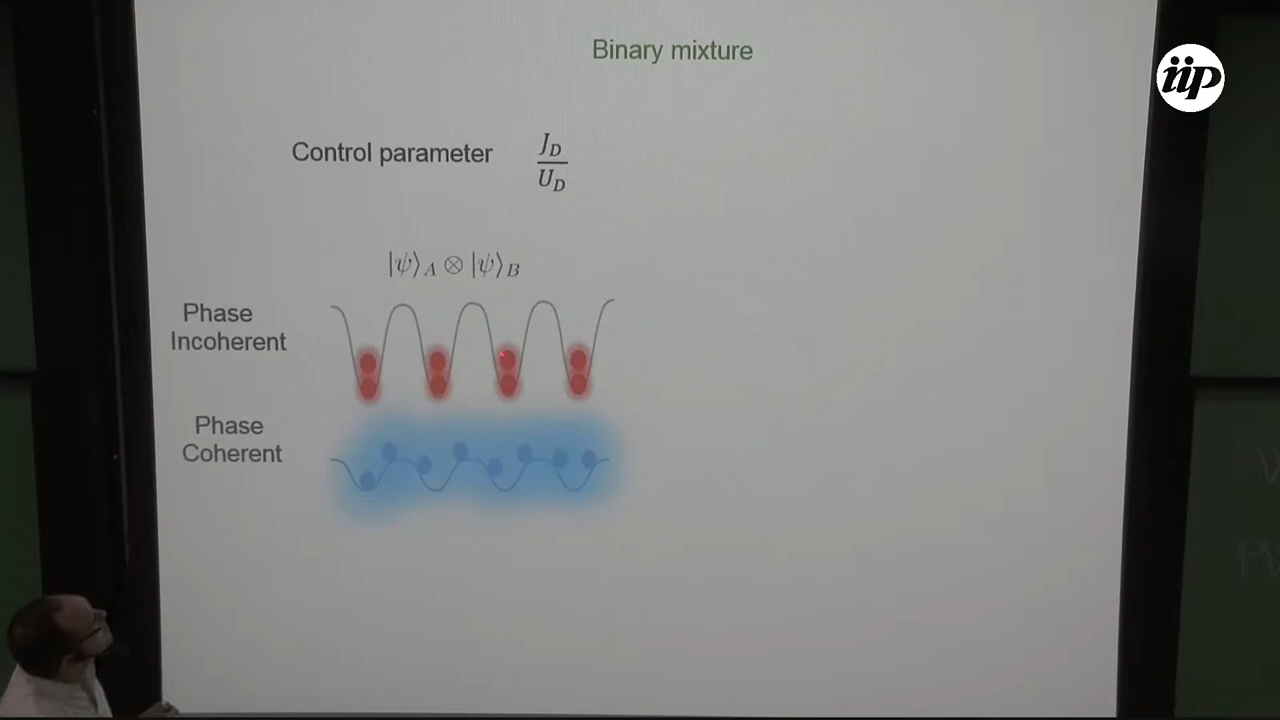 Binary mixture
iip
Control parameter J_D / U_D
|ψ⟩_A ⊗ |ψ⟩_B
Phase
Incoherent
Phase
Coherent